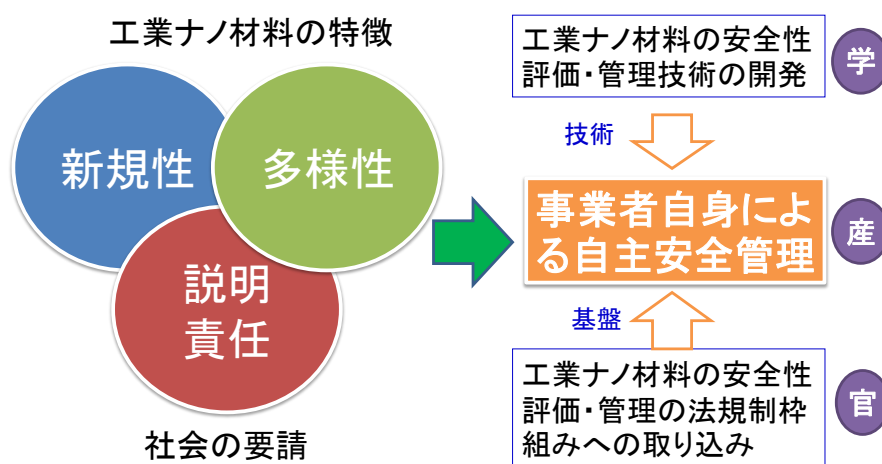 工業ナノ材料の特徴
新規性
多様性
説明
責任
社会の要請
工業ナノ材料の安全性
評価・管理技術の開発
学
技術
事業者自身によ
る自主安全管理
産
基盤
工業ナノ材料の安全性
評価・管理の法規制枠
組みへの取り込み
官